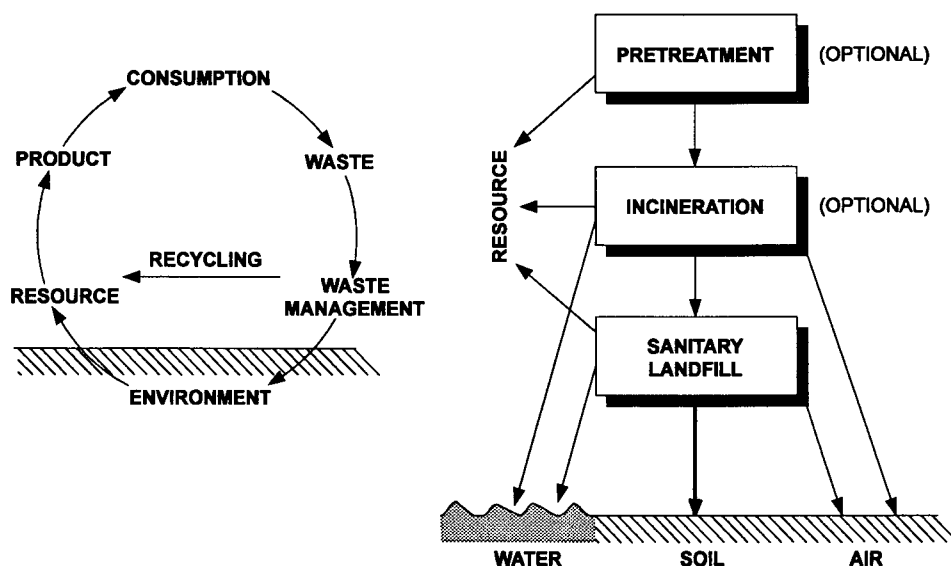 CONSUMPTION
PRODUCT
WASTE
RECYCLING
RESOURCE
WASTE
MANAGEMENT
ENVIRONMENT
PRETREATMENT
(OPTIONAL)
RESOURCE
INCINERATION
(OPTIONAL)
SANITARY
LANDFILL
WATER
SOIL
AIR